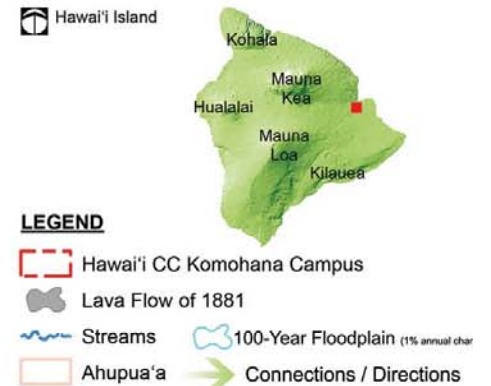 Hawai‘i Island
Kohala
Mauna
Kea
Hualalai
Mauna
Loa
Kilauea
LEGEND
Hawai‘i CC Komohana Campus
Lava Flow of 1881
Streams
100-Year Floodplain (1% annual
Ahupua‘a
Connections / Directions